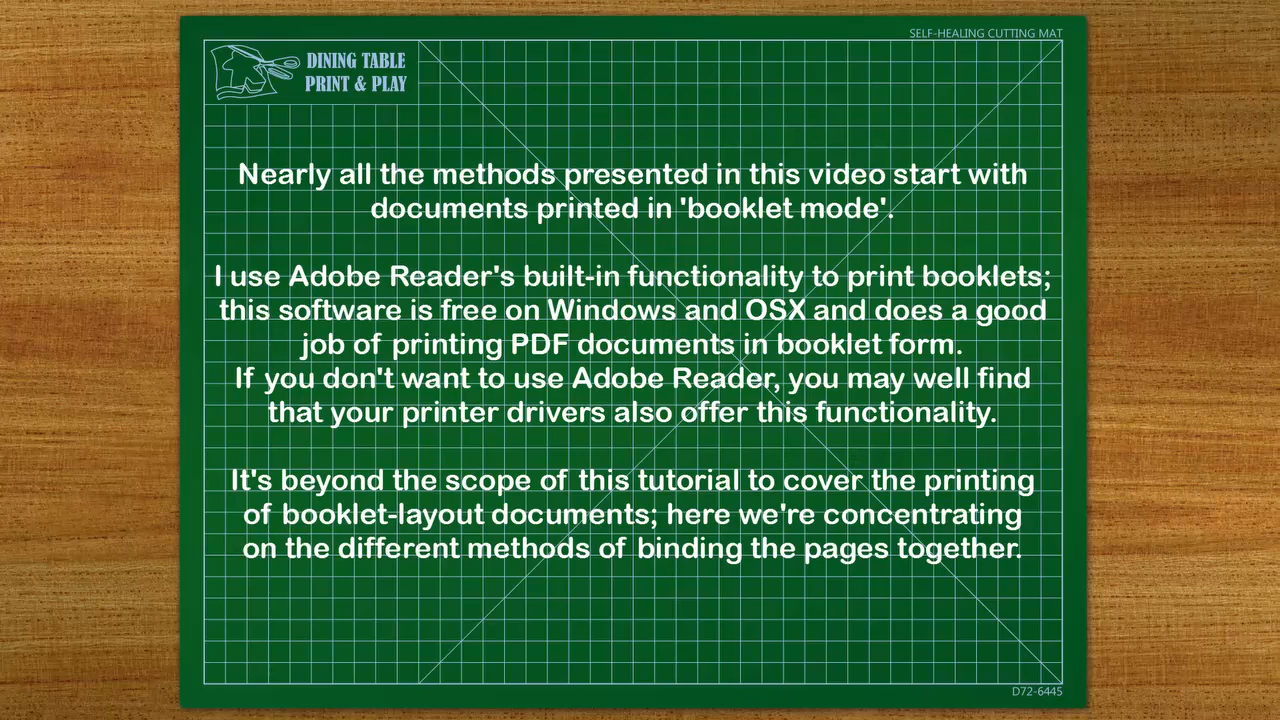 SELF-HEALING CUTTING MAT
DINING TABLE
PRINT & PLAY
Nearly all the methods presented in this video start with
documents printed in 'booklet mode'.
I use Adobe Reader's built-in functionality to print booklets;
this software is free on Windows and OSX and does a good
job of printing PDF documents in booklet form.
If you don't want to use Adobe Reader, you may well find
that your printer drivers also offer this functionality.
It's beyond the scope of this tutorial to cover the printing
of booklet-layout documents; here we're concentrating
on the different methods of binding the pages together.
D72-6445